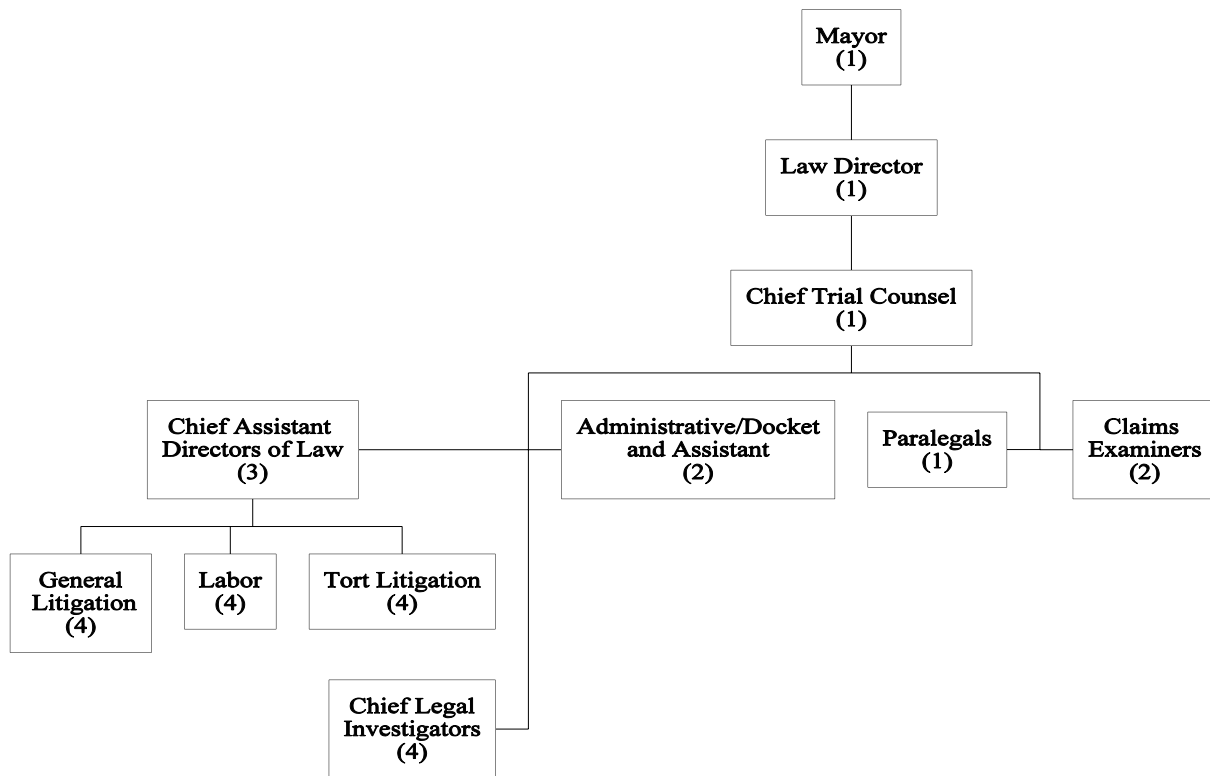 Mayor
(1)
Law Director
(1)
Chief Trial Counsel
(1)
Chief Assistant
Directors of Law
(3)
Administrative/Docket
and Assistant
(2)
Paralegals
(1)
Claims
Examiners
(2)
General
Litigation
(4)
Labor
(4)
Tort Litigation
(4)
Chief Legal
Investigators
(4)